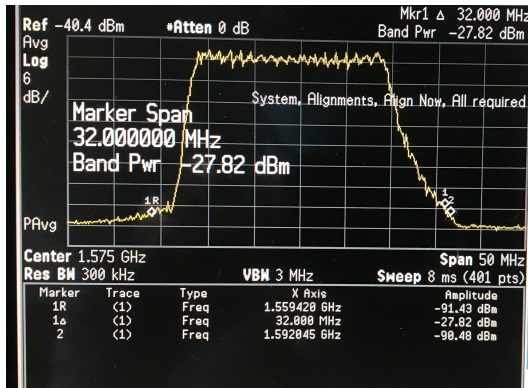 Mkr1 Δ 32.000 MHz
Ref -40.4 dBm *Atten 0 dB Band Pwr -27.82 dBm
Avg
Log
6
dB/
System, Alignments, Align Now, All required
Marker Span
32.000000 MHz
Band Pwr -27.82 dBm
1R
1
2
PAvg
Center 1.575 GHz Span 50 MHz
Res BW 300 kHz VBW 3 MHz Sweep 8 ms (401 pts)
Marker Trace Type X Axis Amplitude
1R (1) Freq 1.559420 GHz -91.43 dBm
1Δ (1) Freq 32.000 MHz -27.82 dBm
2 (1) Freq 1.592045 GHz -90.48 dBm